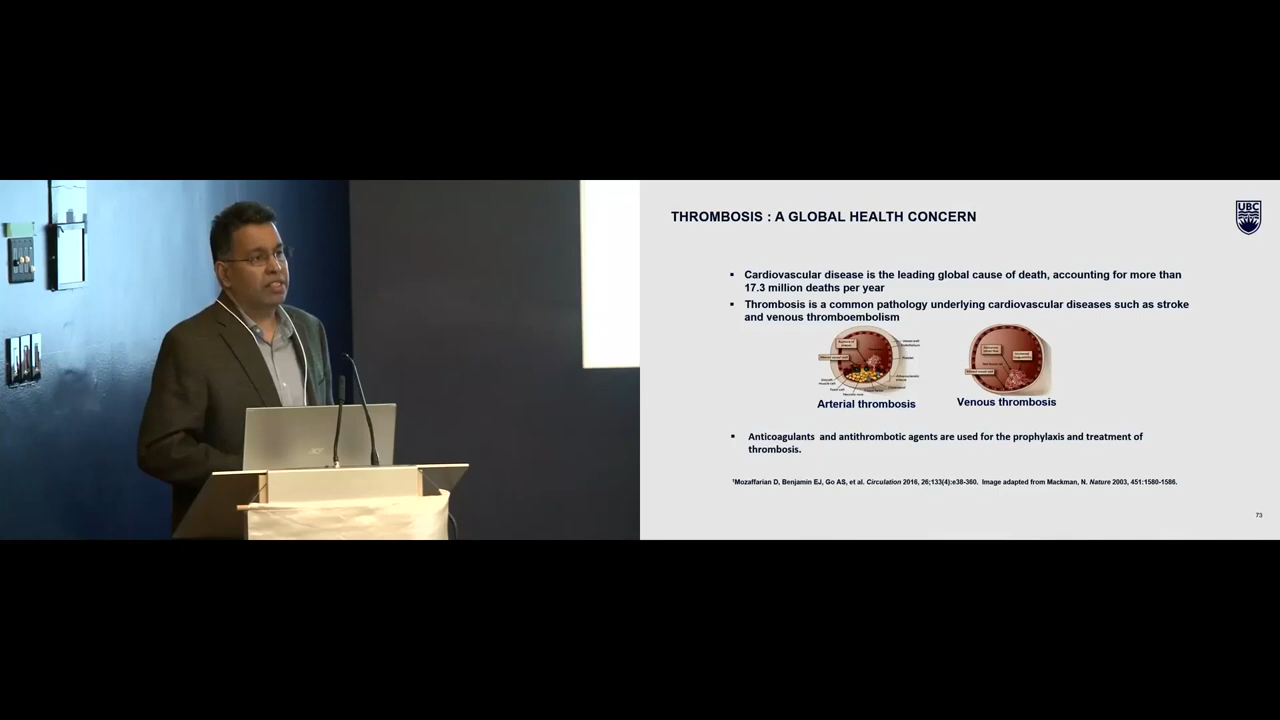 THROMBOSIS : A GLOBAL HEALTH CONCERN
UBC
▪ Cardiovascular disease is the leading global cause of death, accounting for more than
17.3 million deaths per year
▪ Thrombosis is a common pathology underlying cardiovascular diseases such as stroke
and venous thromboembolism
Arterial thrombosis
Venous thrombosis
▪ Anticoagulants and antithrombotic agents are used for the prophylaxis and treatment of
thrombosis.
¹Mozaffarian D, Benjamin EJ, Go AS, et al. Circulation 2016, 26;133(4):e38-360. Image adapted from Mackman, N. Nature 2003, 451:1580-1586.
73
acer